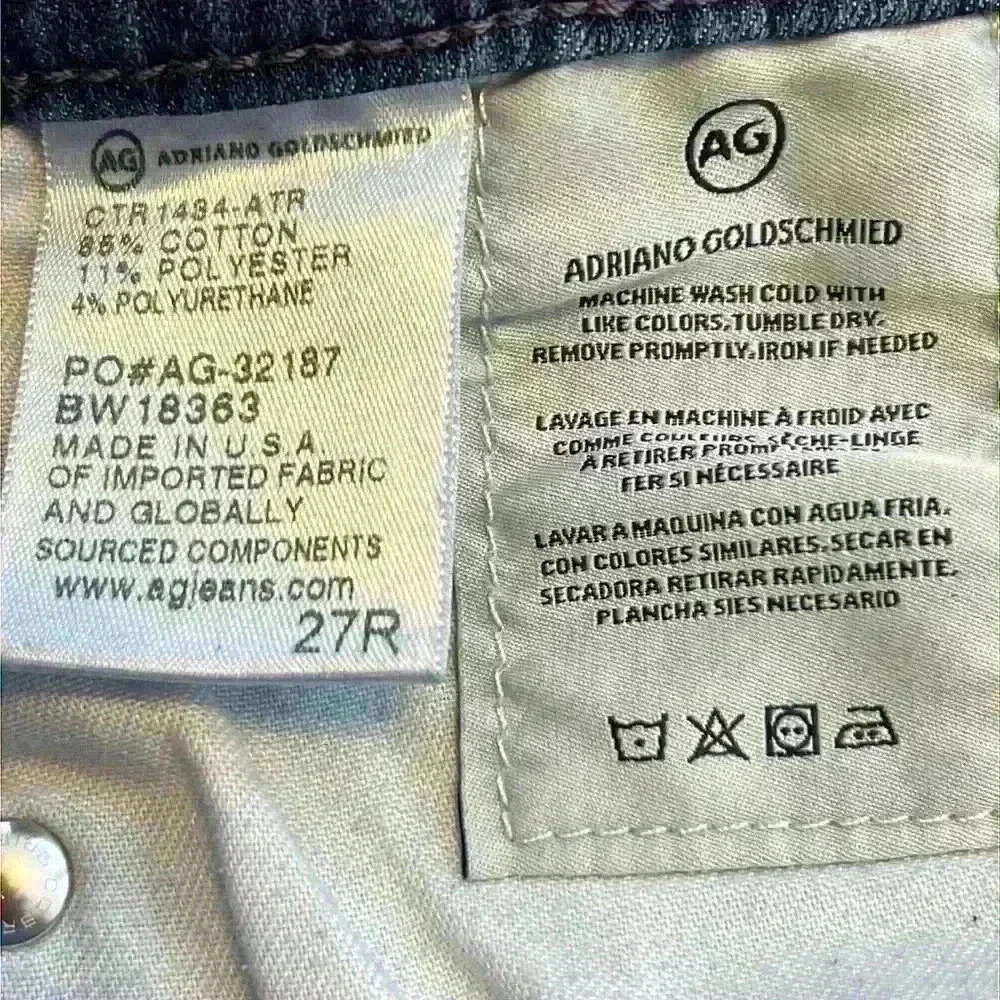 AG ADRIANO GOLDSCHMIED
CTR1484-ATR
85% COTTON
11% POLYESTER
4% POLYURETHANE
PO#AG-32187
BW18363
MADE IN U S A
OF IMPORTED FABRIC
AND GLOBALLY
SOURCED COMPONENTS
www.agjeans.com
27R
AG
ADRIANO GOLDSCHMIED
MACHINE WASH COLD WITH
LIKE COLORS. TUMBLE DRY.
REMOVE PROMPTLY. IRON IF NEEDED
LAVAGE EN MACHINE À FROID AVEC
COMME COULEURS. SÈCHE-LINGE
À RETIRER
FER SI NÉCESSAIRE
LAVAR A MAQUINA CON AGUA FRIA.
CON COLORES SIMILARES. SECAR EN
SECADORA RETIRAR RAPIDAMENTE.
PLANCHA SIES NECESARIO